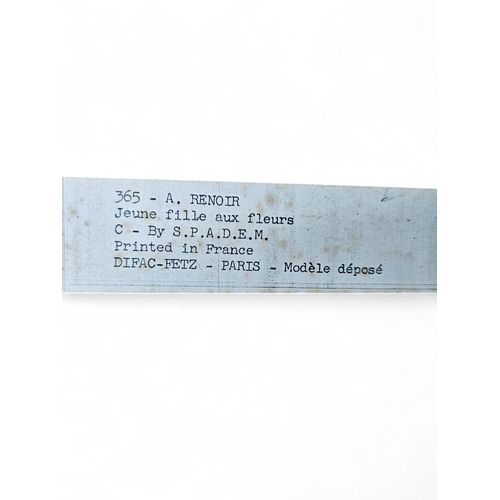 365 - A. RENOIR
Jeune fille aux fleurs
C - By S.P.A.D.E.M.
Printed in France
DIFAC-FETZ - PARIS - Modèle déposé